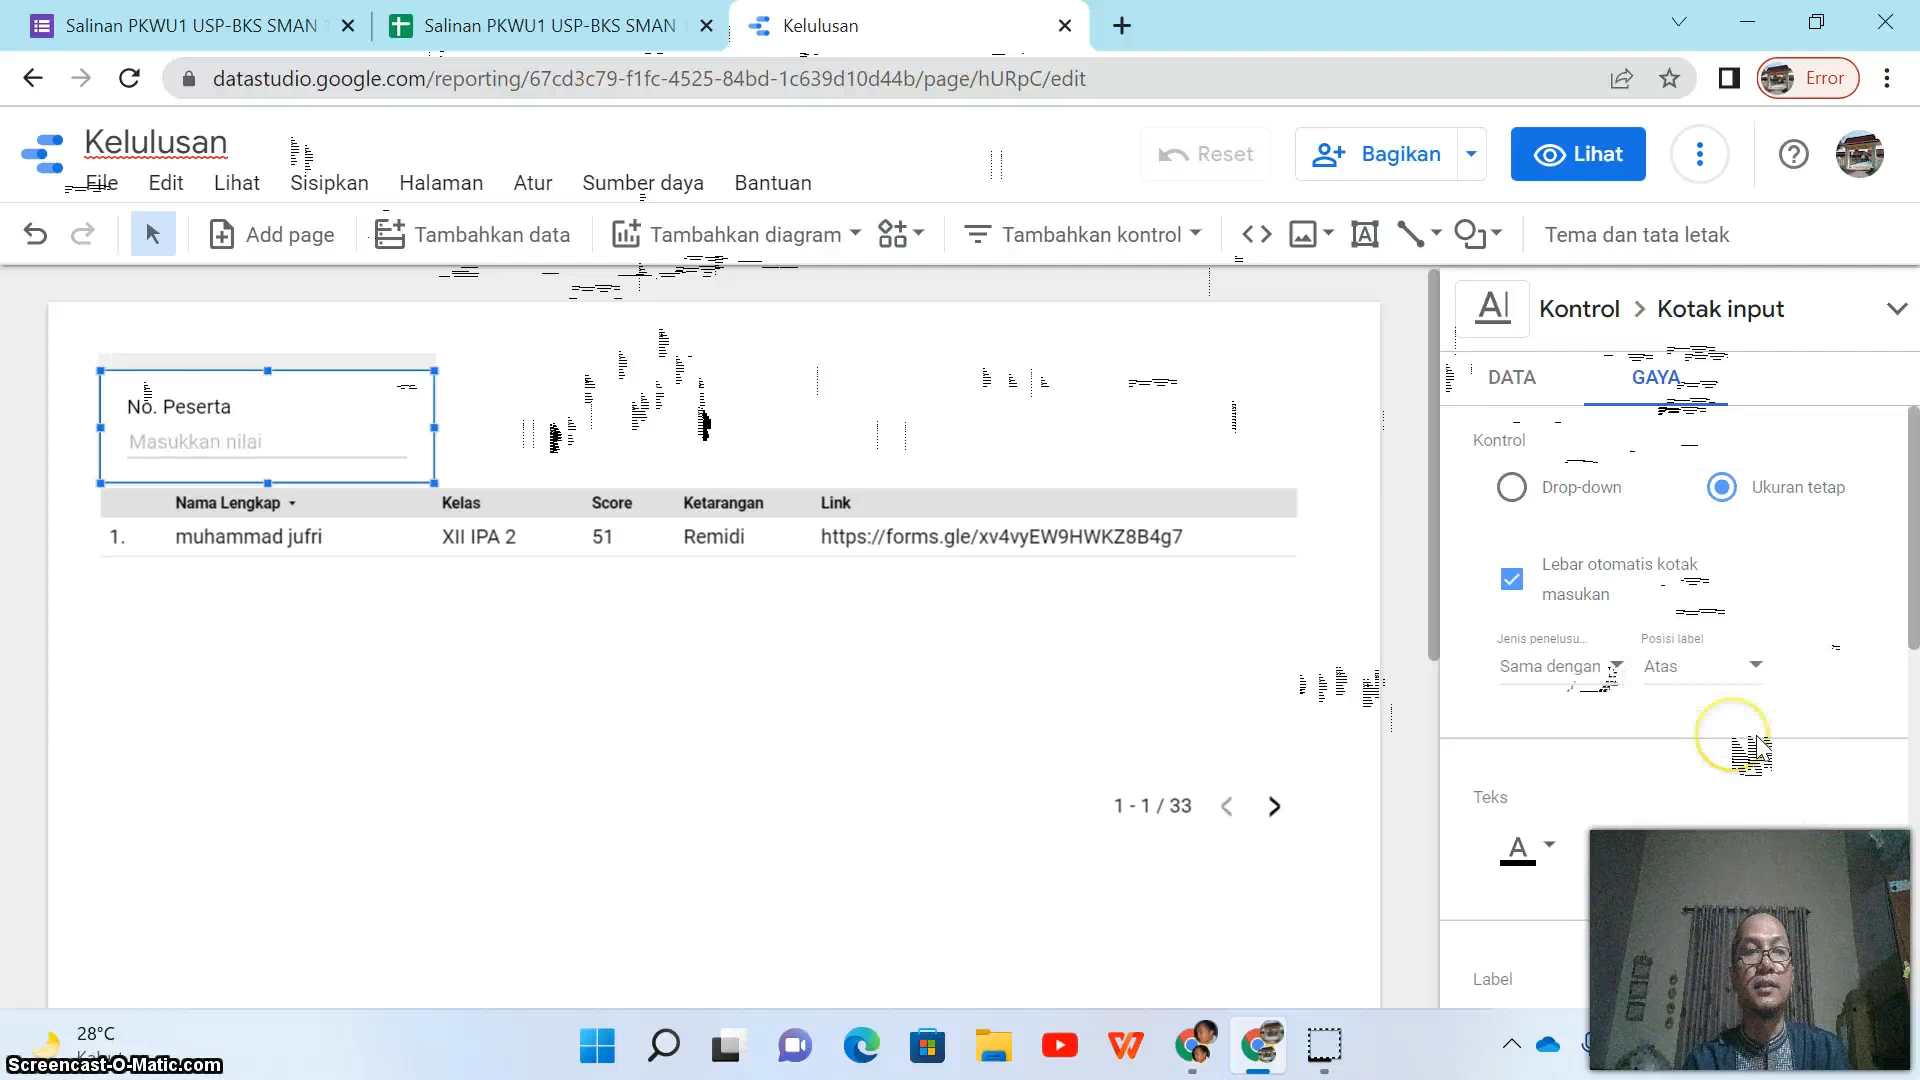 Salinan PKWU1 USP-BKS SMAN
Salinan PKWU1 USP-BKS SMAN
Kelulusan
datastudio.google.com/reporting/67cd3c79-f1fc-4525-84bd-1c639d10d44b/page/hURpC/edit
Error
Kelulusan
Reset
Bagikan
Lihat
File Edit Lihat Sisipkan Halaman Atur Sumber daya Bantuan
Add page
Tambahkan data
Tambahkan diagram
Tambahkan kontrol
Tema dan tata letak
Kontrol > Kotak input
DATA
GAYA
No. Peserta
Masukkan nilai
Nama Lengkap Kelas Score Ketarangan Link
1. muhammad jufri XII IPA 2 51 Remidi https://forms.gle/xv4vyEW9HWKZ8B4g7
1 - 1 / 33
Kontrol
Drop-down
Ukuran tetap
Lebar otomatis kotak
masukan
Jenis penelusu...
Posisi label
Sama dengan
Atas
Teks
A
Label
28°C
Screencast-O-Matic.com